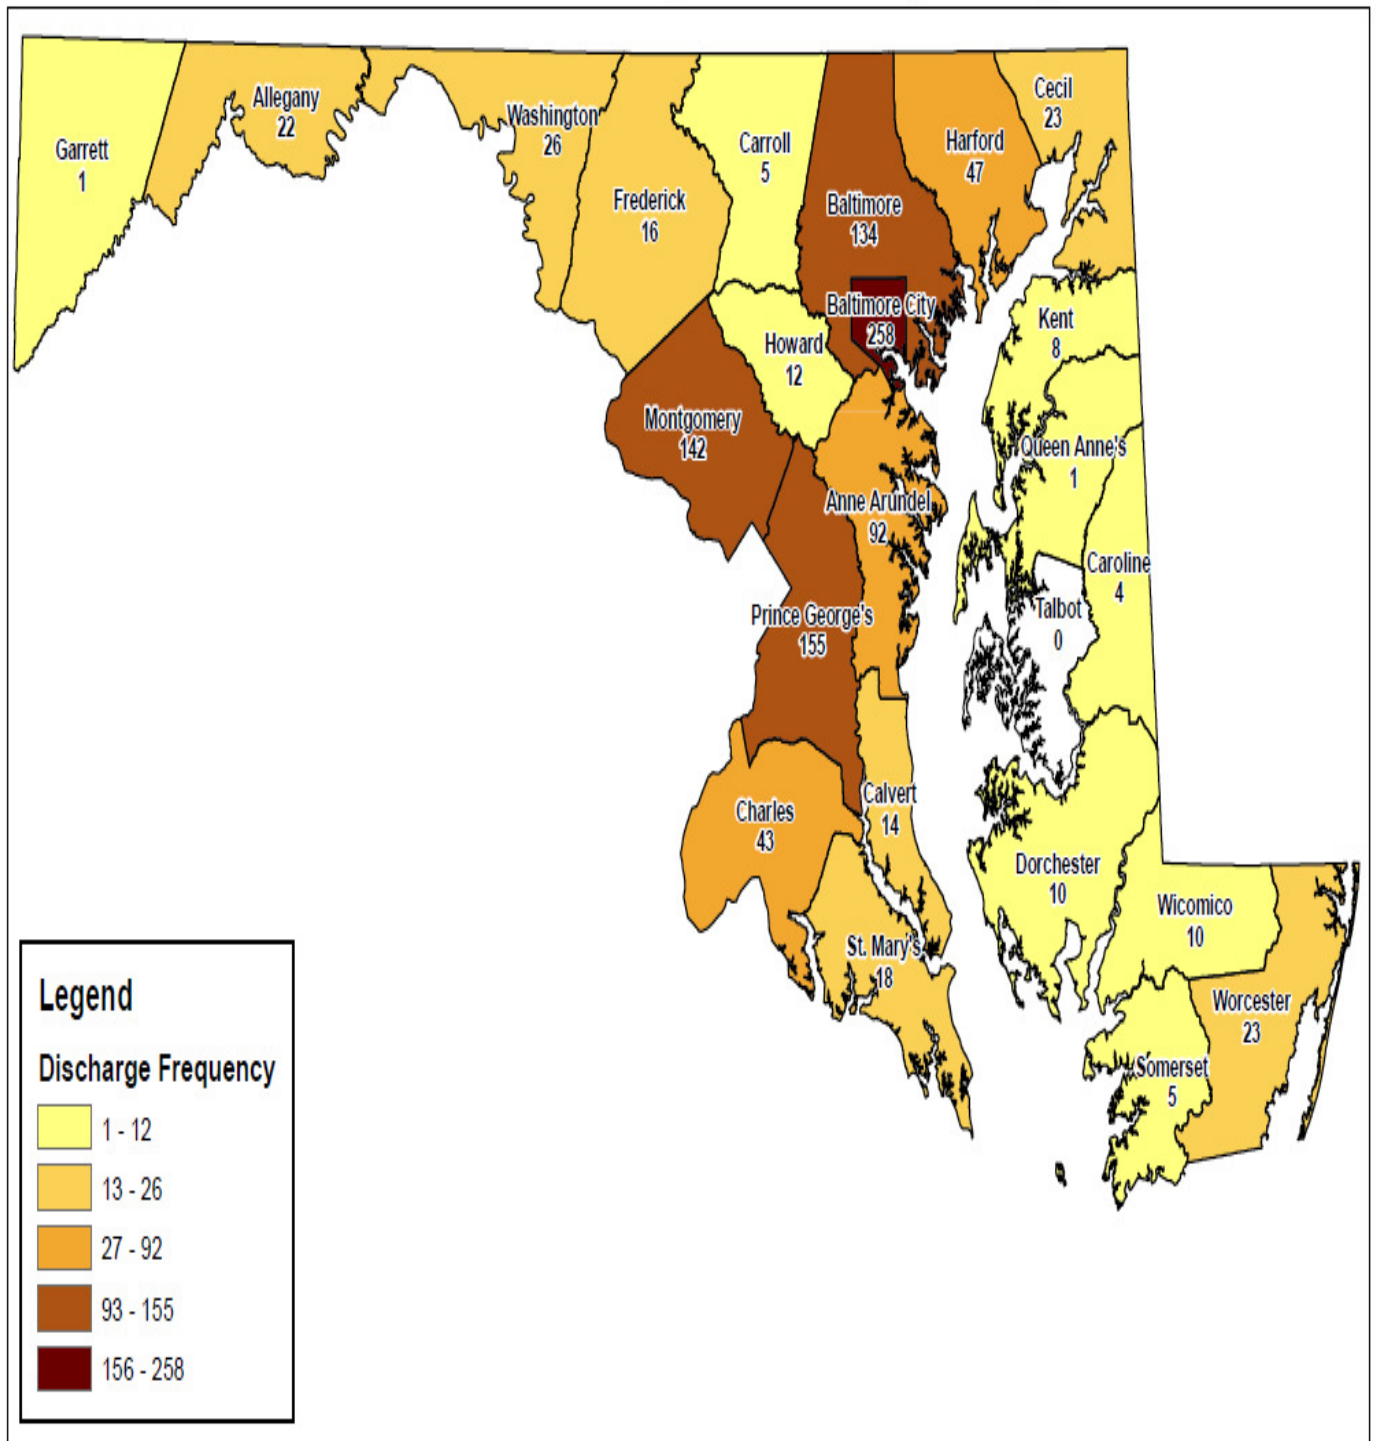 Garrett
1
Allegany
22
Washington
26
Frederick
16
Carroll
5
Baltimore
134
Harford
47
Cecil
23
Baltimore City
258
Howard
12
Montgomery
142
Kent
8
Queen Anne's
1
Anne Arundel
92
Caroline
4
Talbot
0
Prince George's
155
Charles
43
Calvert
14
Dorchester
10
Wicomico
10
St. Mary's
18
Worcester
23
Somerset
5
Legend
Discharge Frequency
1 - 12
13 - 26
27 - 92
93 - 155
156 - 258